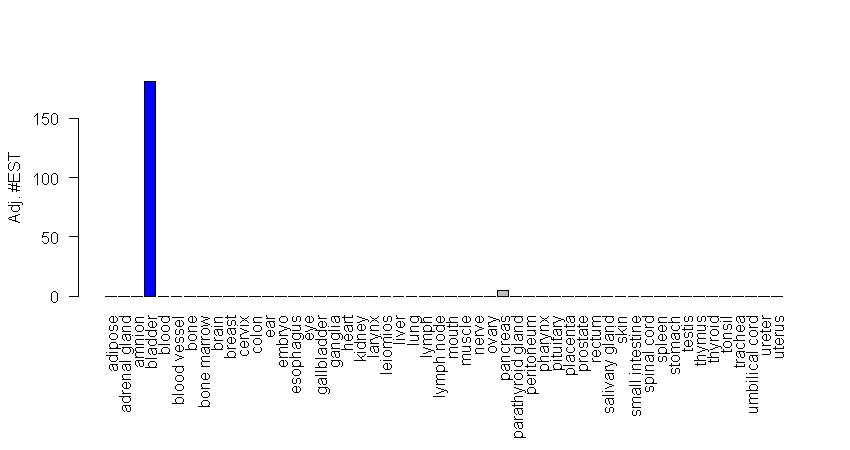 Adj. #EST
150
100
50
0
adipose
adrenal gland
amnion
bladder
blood
blood vessel
bone
bone marrow
brain
breast
cervix
colon
ear
embryo
esophagus
eye
gallbladder
ganglia
heart
kidney
larynx
leiomios
liver
lung
lymph
lymph node
mouth
muscle
nerve
ovary
pancreas
parathyroid gland
peritoneum
pharynx
pituitary
placenta
prostate
rectum
salivary gland
skin
small intestine
spinal cord
spleen
stomach
testis
thymus
thyroid
tonsil
trachea
umbilical cord
ureter
uterus